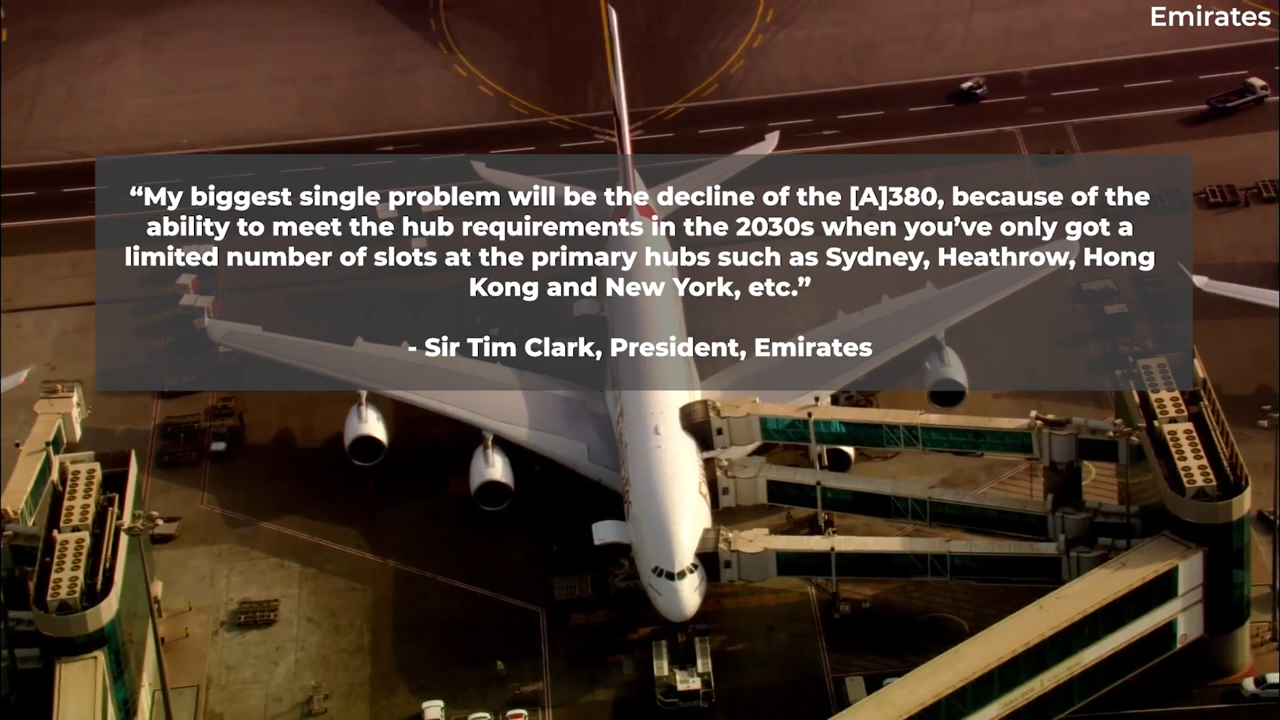 Emirates
“My biggest single problem will be the decline of the [A]380, because of the
ability to meet the hub requirements in the 2030s when you’ve only got a
limited number of slots at the primary hubs such as Sydney, Heathrow, Hong
Kong and New York, etc.”
- Sir Tim Clark, President, Emirates